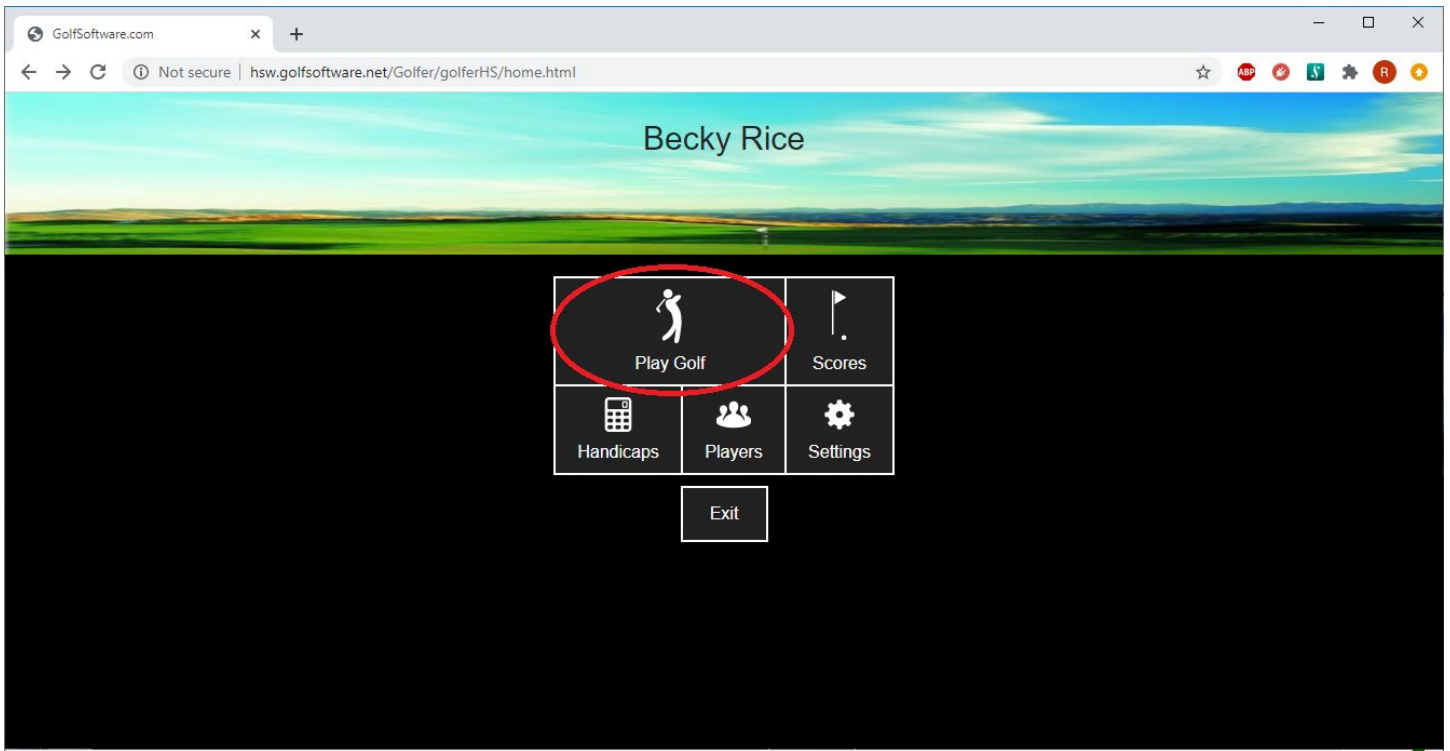 GolfSoftware.com
Not secure | hsw.golfsoftware.net/Golfer/golferHS/home.html
ABP
R
Becky Rice
Play Golf
Scores
Handicaps
Players
Settings
Exit